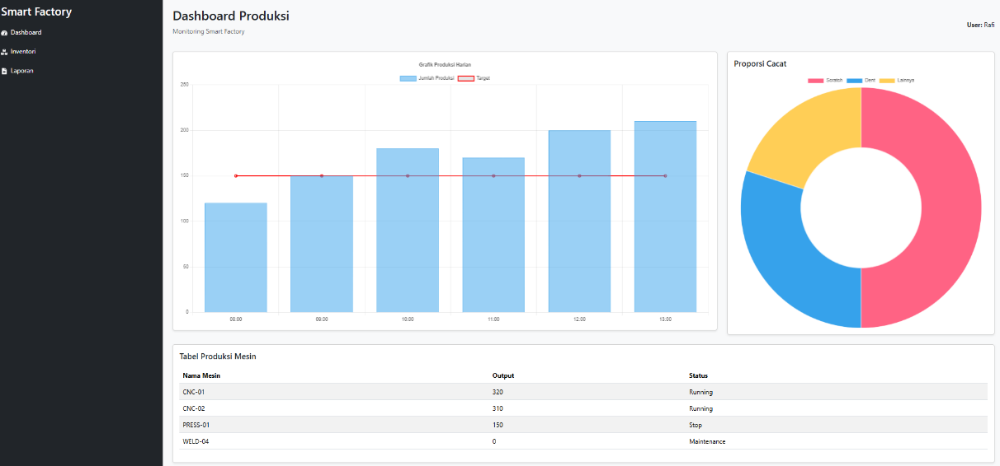 Smart Factory
Dashboard
Inventori
Laporan
Dashboard Produksi
Monitoring Smart Factory
User: Rafi
Grafik Produksi Harian
Jumlah Produksi Target
250
200
150
100
50
0
08:00 09:00 10:00 11:00 12:00 13:00
Proporsi Cacat
Scratch Dent Lainnya
Tabel Produksi Mesin
Nama Mesin Output Status
CNC-01 320 Running
CNC-02 310 Running
PRESS-01 150 Stop
WELD-04 0 Maintenance